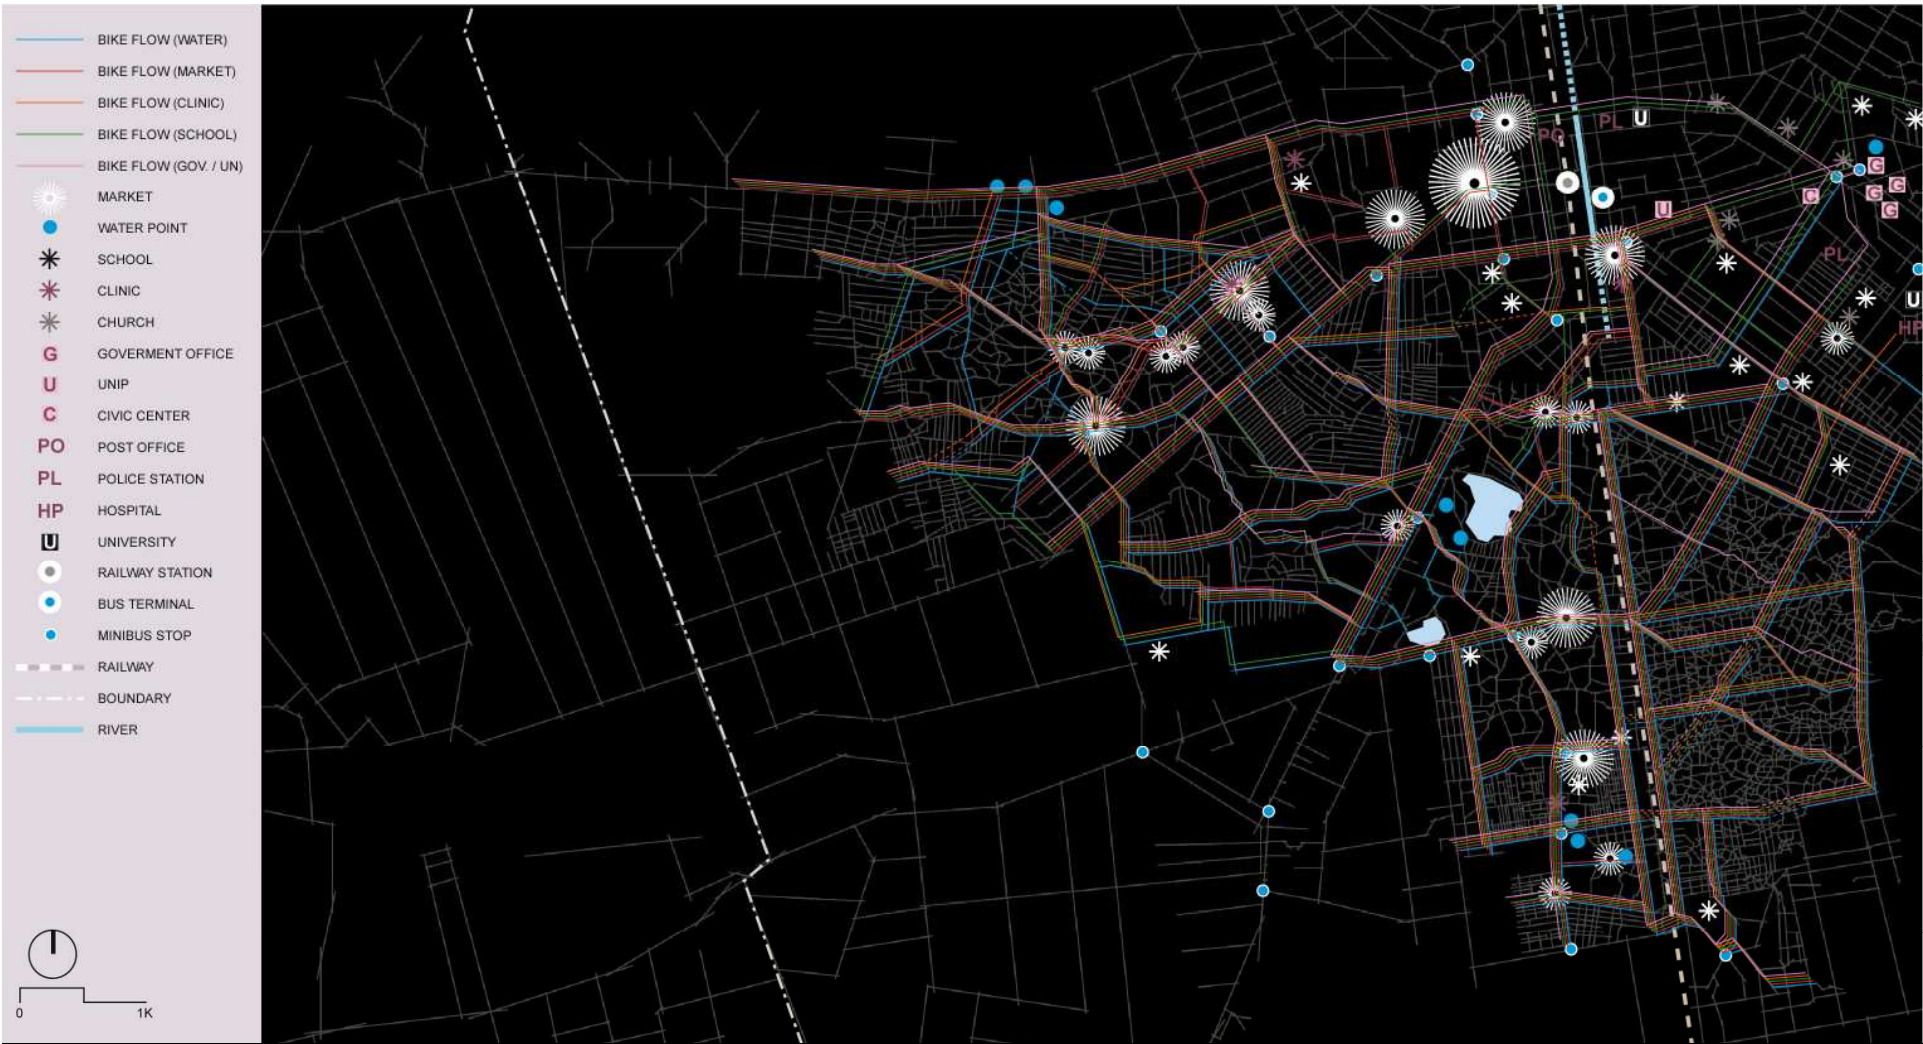 BIKE FLOW (WATER)
BIKE FLOW (MARKET)
BIKE FLOW (CLINIC)
BIKE FLOW (SCHOOL)
BIKE FLOW (GOV. / UN)
MARKET
WATER POINT
SCHOOL
CLINIC
CHURCH
G GOVERMENT OFFICE
U UNIP
C CIVIC CENTER
PO POST OFFICE
PL POLICE STATION
HP HOSPITAL
U UNIVERSITY
RAILWAY STATION
BUS TERMINAL
MINIBUS STOP
RAILWAY
BOUNDARY
RIVER
0 1K
PO
PL
U
G
G
G
G
C
U
PL
U
HP